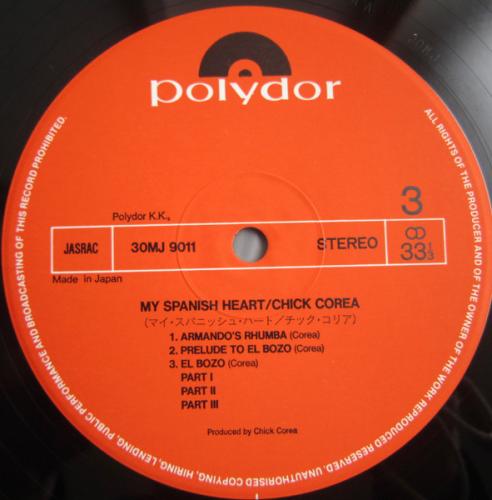 polydor
ALL RIGHTS OF THE PRODUCER AND OF THE OWNER OF THE WORK REPRODUCED RESERVED. UNAUTHORISED COPYING, HIRING, LENDING, PUBLIC PERFORMANCE AND BROADCASTING OF THIS RECORD PROHIBITED.
3
Polydor K.K.,
JASRAC
30MJ 9011
STEREO
33⅓
Made in Japan
MY SPANISH HEART/CHICK COREA
(マイ・スパニッシュ・ハート/チック・コリア)
1. ARMANDO'S RHUMBA (Corea)
2. PRELUDE TO EL BOZO (Corea)
3. EL BOZO (Corea)
PART I
PART II
PART III
Produced by Chick Corea